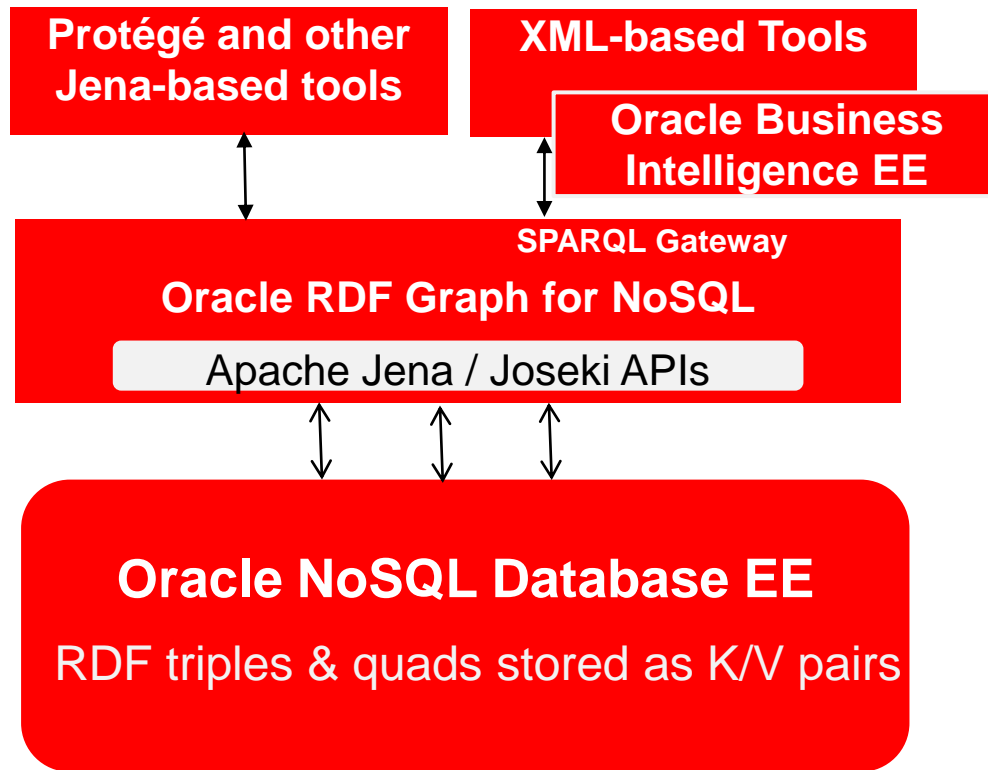 Protégé and other
Jena-based tools
XML-based Tools
Oracle Business
Intelligence EE
SPARQL Gateway
Oracle RDF Graph for NoSQL
Apache Jena / Joseki APIs
Oracle NoSQL Database EE
RDF triples & quads stored as K/V pairs